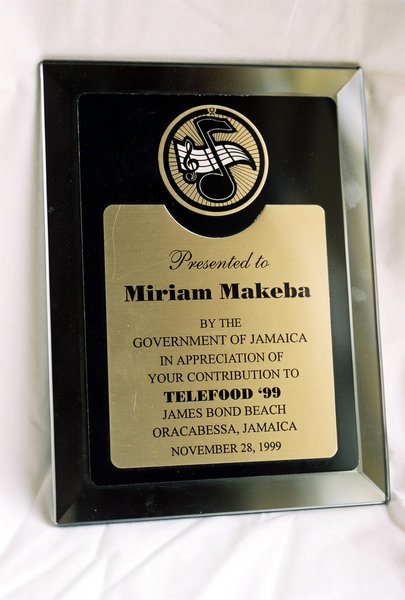 Presented to
Miriam Makeba
BY THE
GOVERNMENT OF JAMAICA
IN APPRECIATION OF
YOUR CONTRIBUTION TO
TELEFOOD ‘99
JAMES BOND BEACH
ORACABESSA, JAMAICA
NOVEMBER 28, 1999